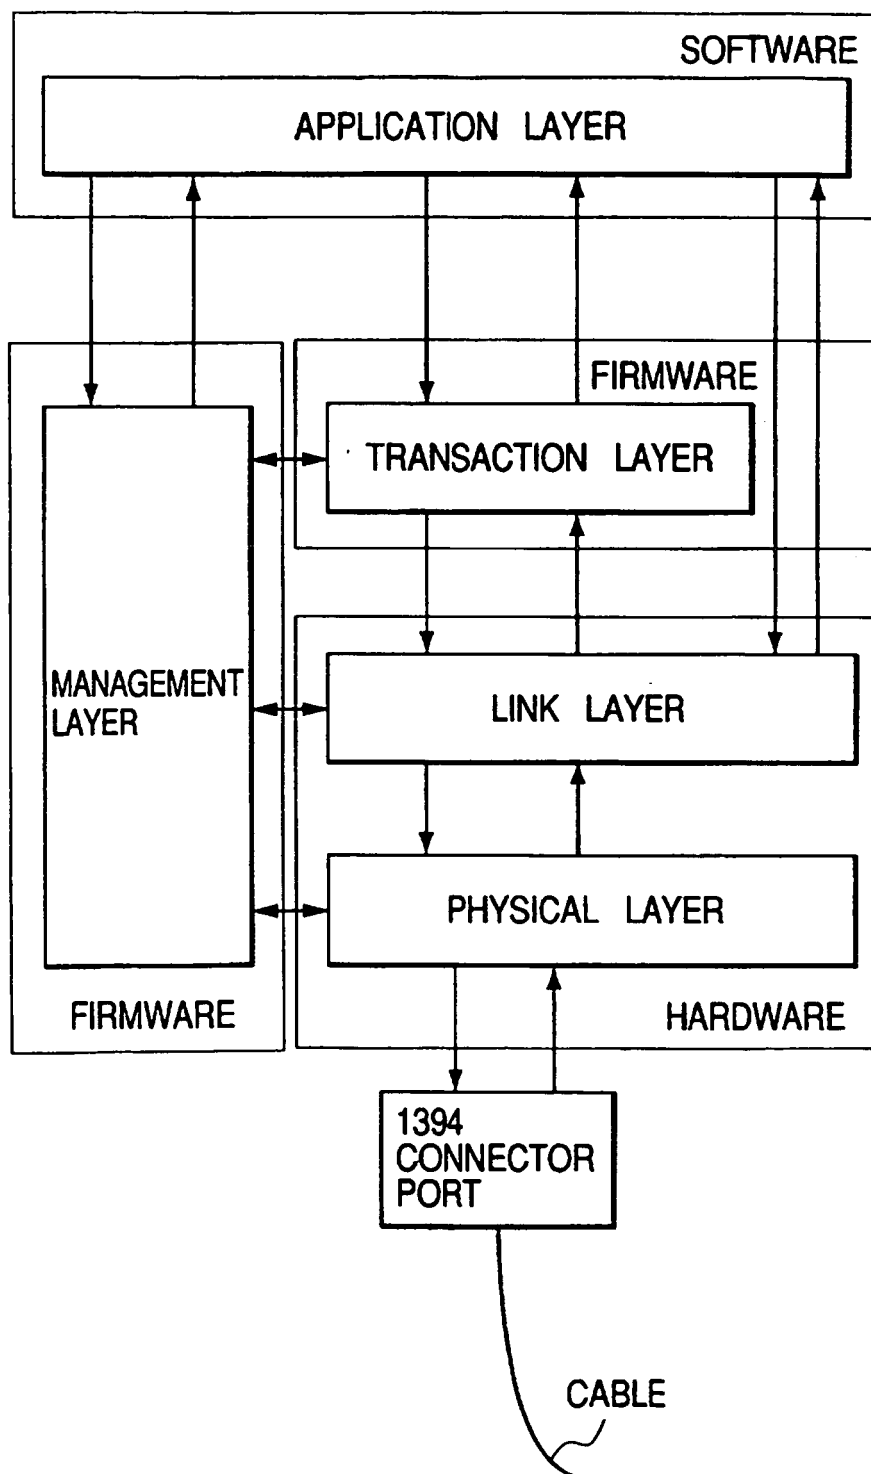 SOFTWARE
APPLICATION LAYER
FIRMWARE
TRANSACTION LAYER
MANAGEMENT
LAYER
LINK LAYER
PHYSICAL LAYER
FIRMWARE
HARDWARE
1394
CONNECTOR
PORT
CABLE